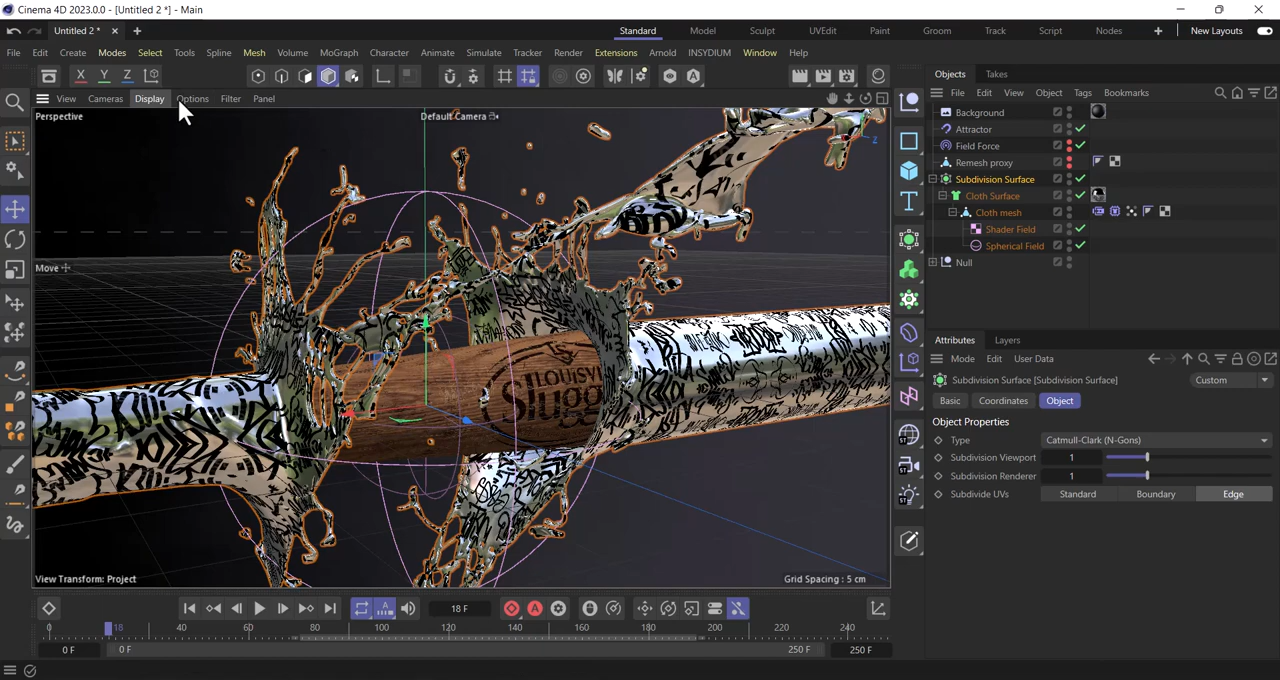 Cinema 4D 2023.0.0 - [Untitled 2 *] - Main
Untitled 2 *
Standard Model Sculpt UVEdit Paint Groom Track Script Nodes New Layouts
File Edit Create Modes Select Tools Spline Mesh Volume MoGraph Character Animate Simulate Tracker Render Extensions Arnold INSYDIUM Window Help
X Y Z
Objects Takes
View Cameras Display Options Filter Panel
File Edit View Object Tags Bookmarks
Perspective
Default Camera
Background
Attractor
Field Force
Remesh proxy
Subdivision Surface
Cloth Surface
Cloth mesh
Shader Field
Spherical Field
Null
Move
Z
Slugg
View Transform: Project
Grid Spacing : 5 cm
Attributes Layers
Mode Edit User Data
Subdivision Surface [Subdivision Surface]
Custom
Basic Coordinates Object
Object Properties
Type Catmull-Clark (N-Gons)
Subdivision Viewport 1
Subdivision Renderer 1
Subdivide UVs Standard Boundary Edge
18 F
0 18 40 60 80 100 120 140 160 180 200 220 240
0 F 0 F 250 F 250 F